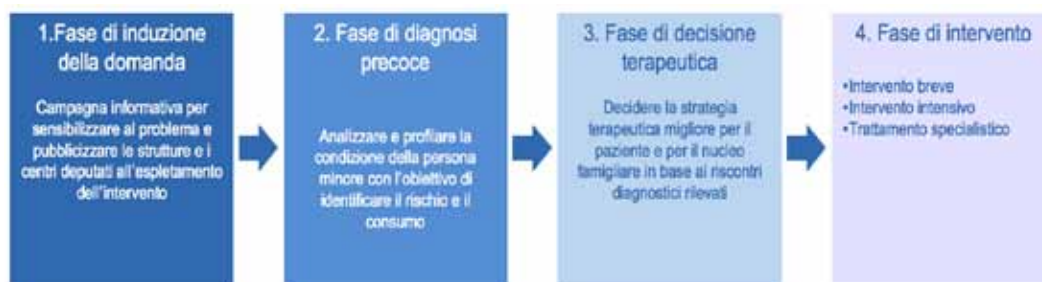 1.Fase di induzione
della domanda
Campagna informativa per
sensibilizzare al problema e
pubblicizzare le strutture e i
centri deputati all'espletamento
dell'intervento
2. Fase di diagnosi
precoce
Analizzare e profilare la
condizione della persona
minore con l'obiettivo di
identificare il rischio e il
consumo
3. Fase di decisione
terapeutica
Decidere la strategia
terapeutica migliore per il
paziente e per il nucleo
famigliare in base ai riscontri
diagnostici rilevati
4. Fase di intervento
•Intervento breve
•Intervento intensivo
•Trattamento specialistico